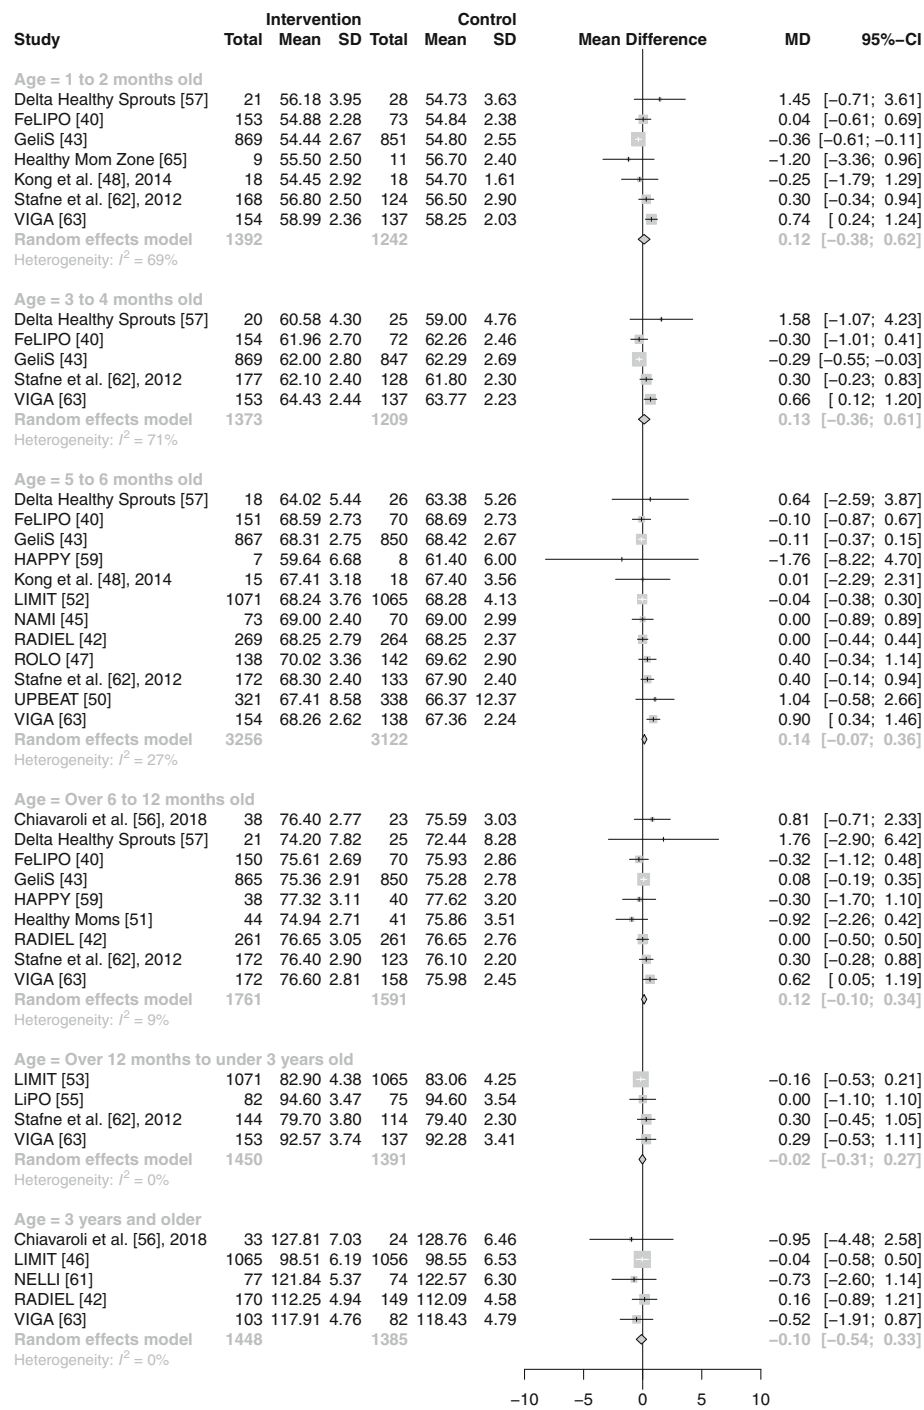 Intervention Control
Study Total Mean SD Total Mean SD Mean Difference MD 95%−CI
Age = 1 to 2 months old
Delta Healthy Sprouts [57] 21 56.18 3.95 28 54.73 3.63 1.45 [−0.71; 3.61]
FeLIPO [40] 153 54.88 2.28 73 54.84 2.38 0.04 [−0.61; 0.69]
GeliS [43] 869 54.44 2.67 851 54.80 2.55 −0.36 [−0.61; −0.11]
Healthy Mom Zone [65] 9 55.50 2.50 11 56.70 2.40 −1.20 [−3.36; 0.96]
Kong et al. [48], 2014 18 54.45 2.92 18 54.70 1.61 −0.25 [−1.79; 1.29]
Stafne et al. [62], 2012 168 56.80 2.50 124 56.50 2.90 0.30 [−0.34; 0.94]
VIGA [63] 154 58.99 2.36 137 58.25 2.03 0.74 [ 0.24; 1.24]
Random effects model 1392 1242 0.12 [−0.38; 0.62]
Heterogeneity: I² = 69%
Age = 3 to 4 months old
Delta Healthy Sprouts [57] 20 60.58 4.30 25 59.00 4.76 1.58 [−1.07; 4.23]
FeLIPO [40] 154 61.96 2.70 72 62.26 2.46 −0.30 [−1.01; 0.41]
GeliS [43] 869 62.00 2.80 847 62.29 2.69 −0.29 [−0.55; −0.03]
Stafne et al. [62], 2012 177 62.10 2.40 128 61.80 2.30 0.30 [−0.23; 0.83]
VIGA [63] 153 64.43 2.44 137 63.77 2.23 0.66 [ 0.12; 1.20]
Random effects model 1373 1209 0.13 [−0.36; 0.61]
Heterogeneity: I² = 71%
Age = 5 to 6 months old
Delta Healthy Sprouts [57] 18 64.02 5.44 26 63.38 5.26 0.64 [−2.59; 3.87]
FeLIPO [40] 151 68.59 2.73 70 68.69 2.73 −0.10 [−0.87; 0.67]
GeliS [43] 867 68.31 2.75 850 68.42 2.67 −0.11 [−0.37; 0.15]
HAPPY [59] 7 59.64 6.68 8 61.40 6.00 −1.76 [−8.22; 4.70]
Kong et al. [48], 2014 15 67.41 3.18 18 67.40 3.56 0.01 [−2.29; 2.31]
LIMIT [52] 1071 68.24 3.76 1065 68.28 4.13 −0.04 [−0.38; 0.30]
NAMI [45] 73 69.00 2.40 70 69.00 2.99 0.00 [−0.89; 0.89]
RADIEL [42] 269 68.25 2.79 264 68.25 2.37 0.00 [−0.44; 0.44]
ROLO [47] 138 70.02 3.36 142 69.62 2.90 0.40 [−0.34; 1.14]
Stafne et al. [62], 2012 172 68.30 2.40 133 67.90 2.40 0.40 [−0.14; 0.94]
UPBEAT [50] 321 67.41 8.58 338 66.37 12.37 1.04 [−0.58; 2.66]
VIGA [63] 154 68.26 2.62 138 67.36 2.24 0.90 [ 0.34; 1.46]
Random effects model 3256 3122 0.14 [−0.07; 0.36]
Heterogeneity: I² = 27%
Age = Over 6 to 12 months old
Chiavaroli et al. [56], 2018 38 76.40 2.77 23 75.59 3.03 0.81 [−0.71; 2.33]
Delta Healthy Sprouts [57] 21 74.20 7.82 25 72.44 8.28 1.76 [−2.90; 6.42]
FeLIPO [40] 150 75.61 2.69 70 75.93 2.86 −0.32 [−1.12; 0.48]
GeliS [43] 865 75.36 2.91 850 75.28 2.78 0.08 [−0.19; 0.35]
HAPPY [59] 38 77.32 3.11 40 77.62 3.20 −0.30 [−1.70; 1.10]
Healthy Moms [51] 44 74.94 2.71 41 75.86 3.51 −0.92 [−2.26; 0.42]
RADIEL [42] 261 76.65 3.05 261 76.65 2.76 0.00 [−0.50; 0.50]
Stafne et al. [62], 2012 172 76.40 2.90 123 76.10 2.20 0.30 [−0.28; 0.88]
VIGA [63] 172 76.60 2.81 158 75.98 2.45 0.62 [ 0.05; 1.19]
Random effects model 1761 1591 0.12 [−0.10; 0.34]
Heterogeneity: I² = 9%
Age = Over 12 months to under 3 years old
LIMIT [53] 1071 82.90 4.38 1065 83.06 4.25 −0.16 [−0.53; 0.21]
LiPO [55] 82 94.60 3.47 75 94.60 3.54 0.00 [−1.10; 1.10]
Stafne et al. [62], 2012 144 79.70 3.80 114 79.40 2.30 0.30 [−0.45; 1.05]
VIGA [63] 153 92.57 3.74 137 92.28 3.41 0.29 [−0.53; 1.11]
Random effects model 1450 1391 −0.02 [−0.31; 0.27]
Heterogeneity: I² = 0%
Age = 3 years and older
Chiavaroli et al. [56], 2018 33 127.81 7.03 24 128.76 6.46 −0.95 [−4.48; 2.58]
LIMIT [46] 1065 98.51 6.19 1056 98.55 6.53 −0.04 [−0.58; 0.50]
NELLI [61] 77 121.84 5.37 74 122.57 6.30 −0.73 [−2.60; 1.14]
RADIEL [42] 170 112.25 4.94 149 112.09 4.58 0.16 [−0.89; 1.21]
VIGA [63] 103 117.91 4.76 82 118.43 4.79 −0.52 [−1.91; 0.87]
Random effects model 1448 1385 −0.10 [−0.54; 0.33]
Heterogeneity: I² = 0%
−10 −5 0 5 10